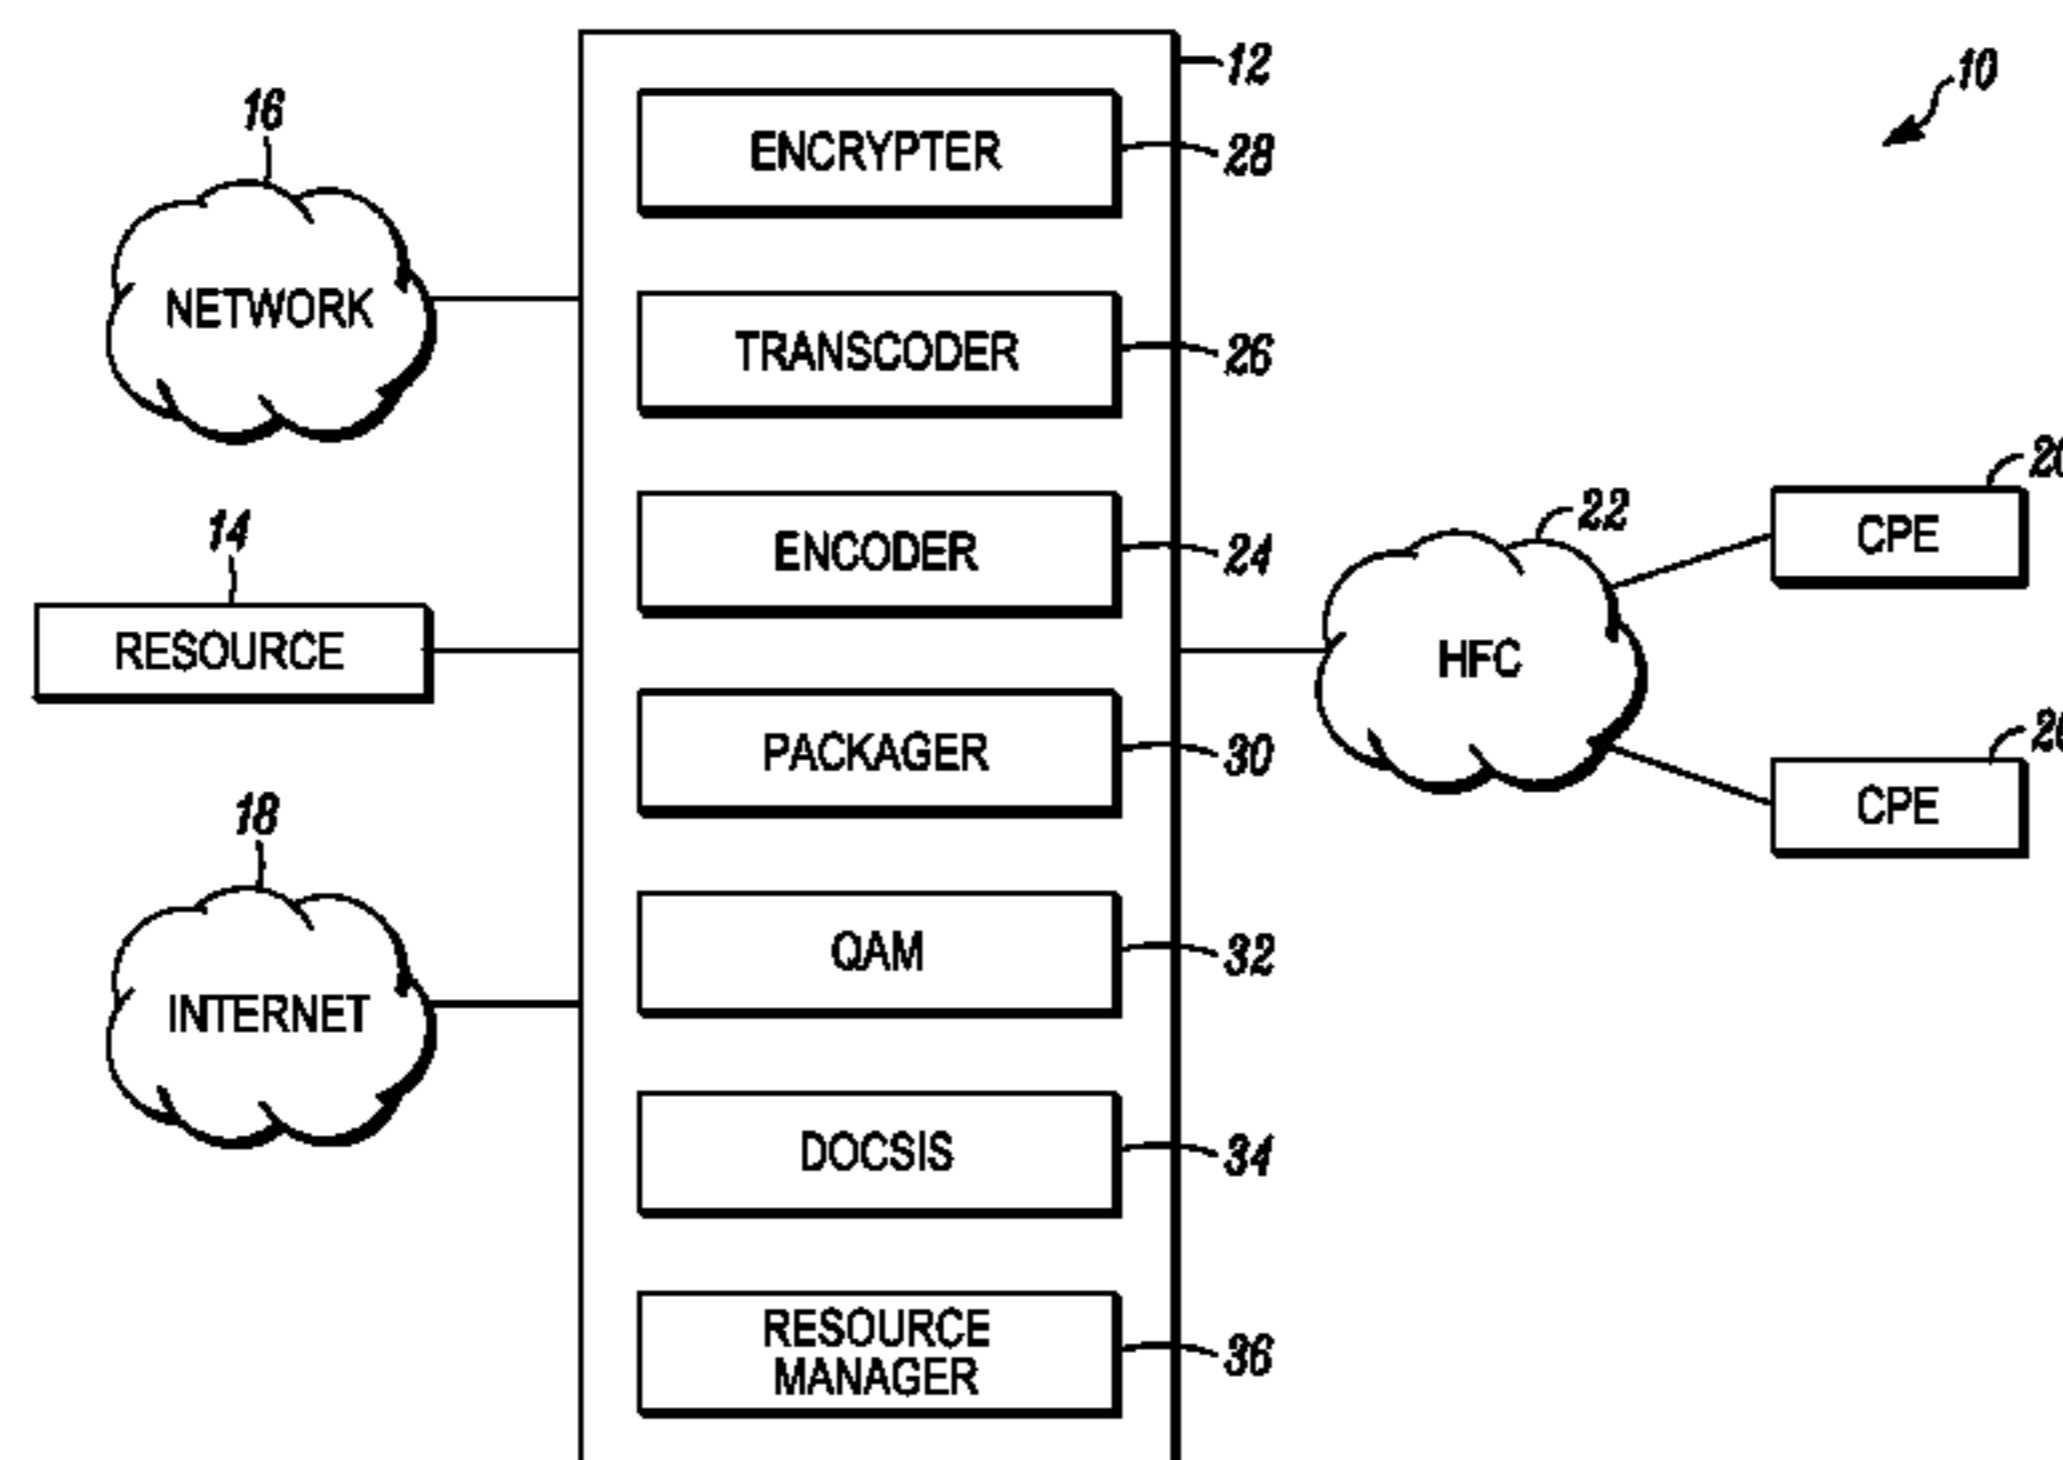 12
10
16
ENCRYPTER
28
NETWORK
TRANSCODER
26
20
14
22
CPE
ENCODER
24
RESOURCE
HFC
PACKAGER
30
CPE
18
QAM
32
INTERNET
DOCSIS
34
RESOURCE
MANAGER
36